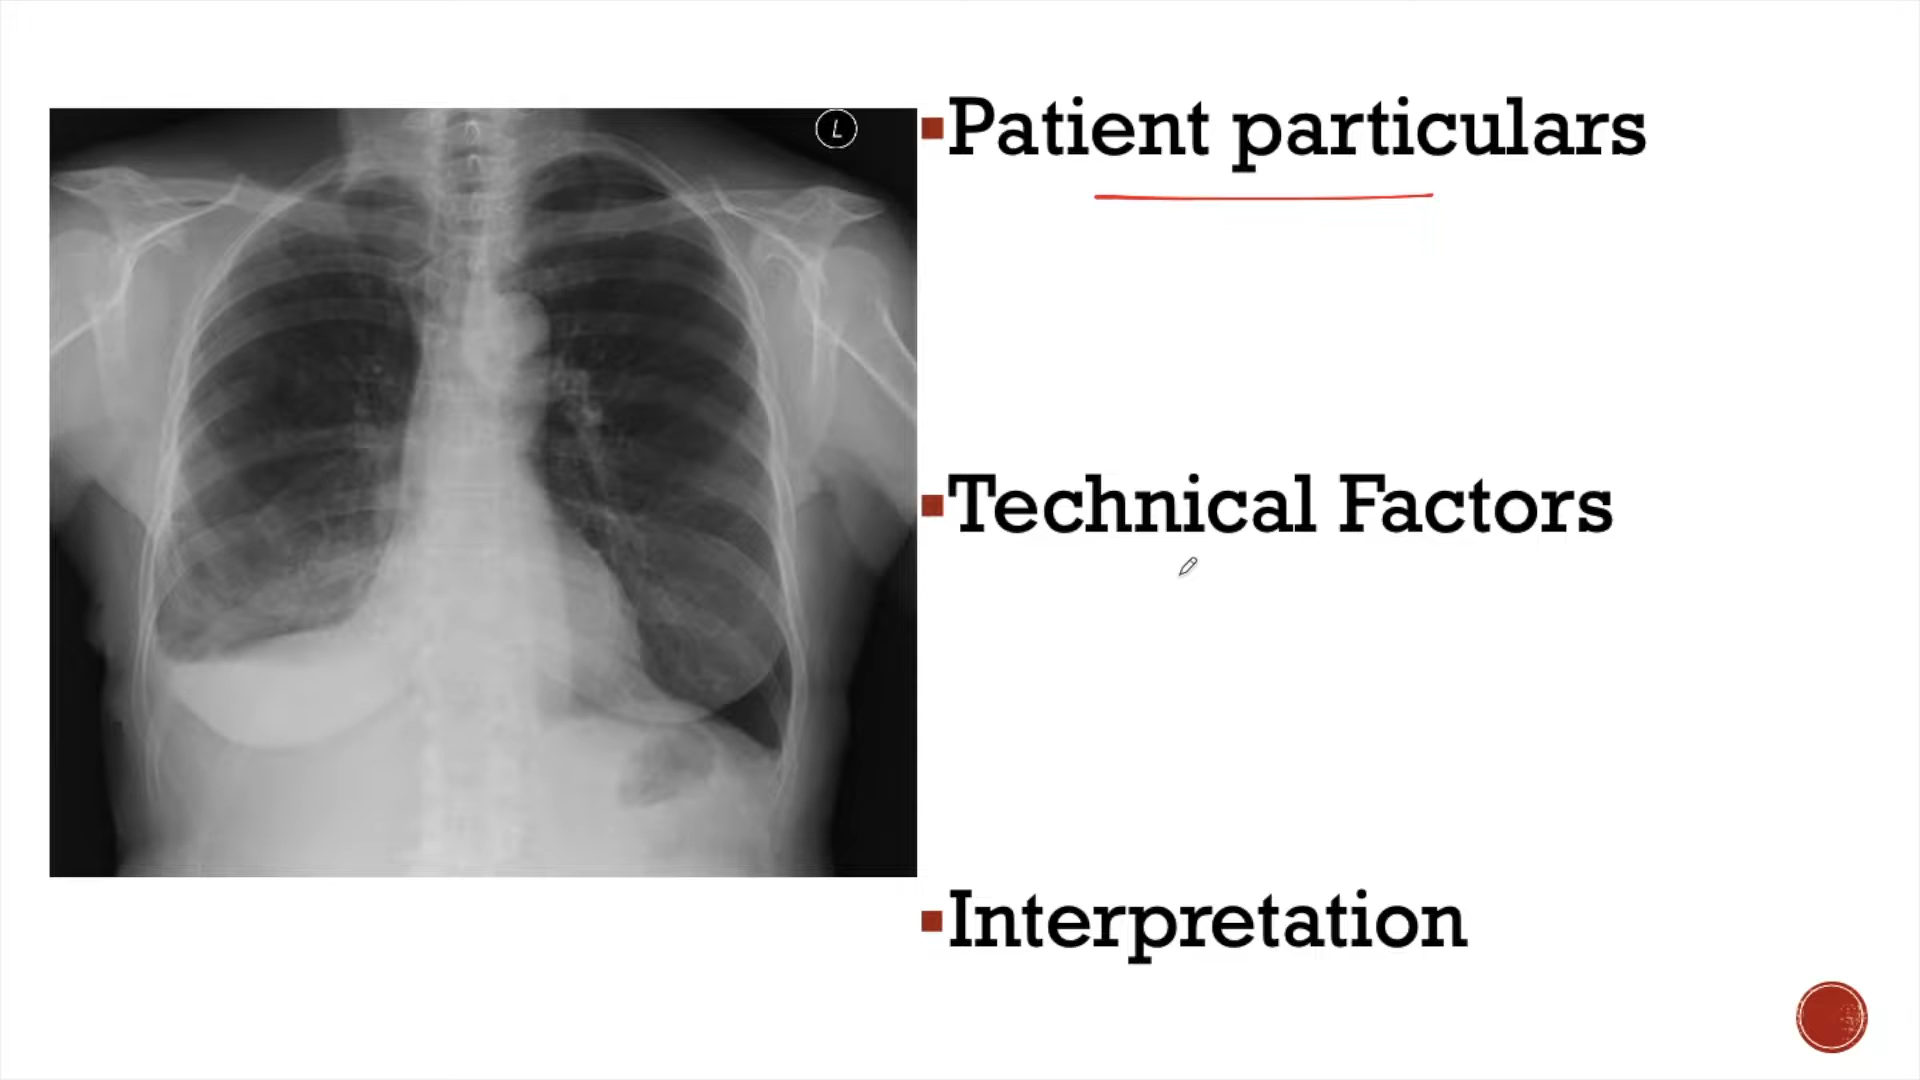 L
Patient particulars
Technical Factors
Interpretation